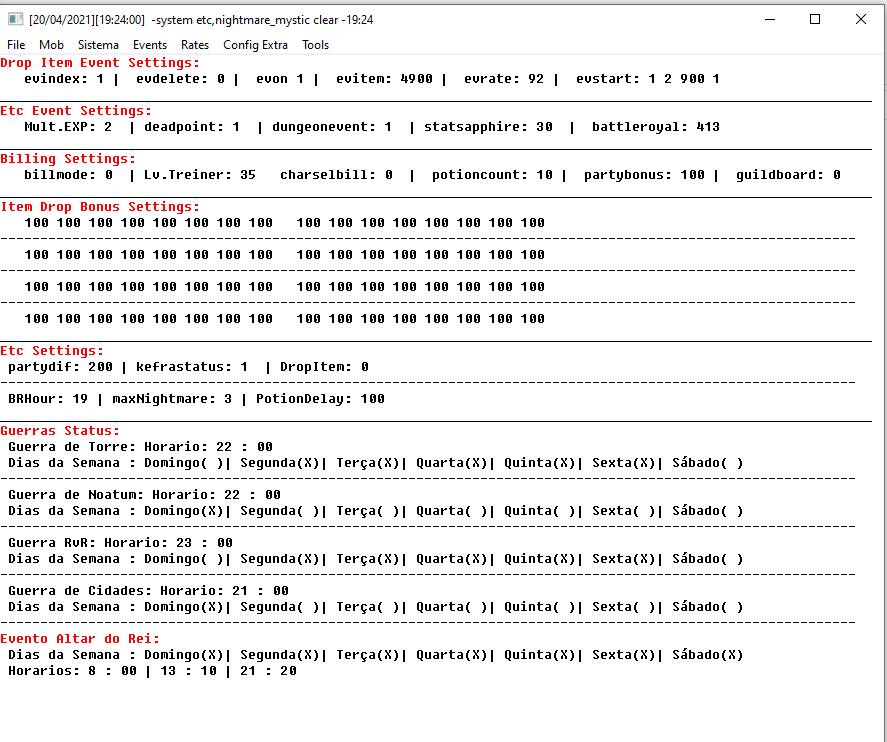 [20/04/2021][19:24:00] -system etc,nightmare_mystic clear -19:24
File Mob Sistema Events Rates Config Extra Tools
Drop Item Event Settings:
evindex: 1 | evdelete: 0 | evon 1 | evitem: 4900 | evrate: 92 | evstart: 1 2 900 1
Etc Event Settings:
Mult.EXP: 2 | deadpoint: 1 | dungeonevent: 1 | statsapphire: 30 | battleroyal: 413
Billing Settings:
billmode: 0 | Lv.Treiner: 35 charselbill: 0 | potioncount: 10 | partybonus: 100 | guildboard: 0
Item Drop Bonus Settings:
100 100 100 100 100 100 100 100 100 100 100 100 100 100 100 100
100 100 100 100 100 100 100 100 100 100 100 100 100 100 100 100
100 100 100 100 100 100 100 100 100 100 100 100 100 100 100 100
100 100 100 100 100 100 100 100 100 100 100 100 100 100 100 100
Etc Settings:
partydif: 200 | kefrastatus: 1 | DropItem: 0
BRHour: 19 | maxNightmare: 3 | PotionDelay: 100
Guerras Status:
Guerra de Torre: Horario: 22 : 00
Dias da Semana : Domingo( )| Segunda(X)| Terça(X)| Quarta(X)| Quinta(X)| Sexta(X)| Sábado( )
Guerra de Noatum: Horario: 22 : 00
Dias da Semana : Domingo(X)| Segunda( )| Terça( )| Quarta( )| Quinta( )| Sexta( )| Sábado( )
Guerra RvR: Horario: 23 : 00
Dias da Semana : Domingo( )| Segunda(X)| Terça(X)| Quarta(X)| Quinta(X)| Sexta(X)| Sábado( )
Guerra de Cidades: Horario: 21 : 00
Dias da Semana : Domingo(X)| Segunda( )| Terça( )| Quarta( )| Quinta( )| Sexta( )| Sábado( )
Evento Altar do Rei:
Dias da Semana : Domingo(X)| Segunda(X)| Terça(X)| Quarta(X)| Quinta(X)| Sexta(X)| Sábado(X)
Horarios: 8 : 00 | 13 : 10 | 21 : 20